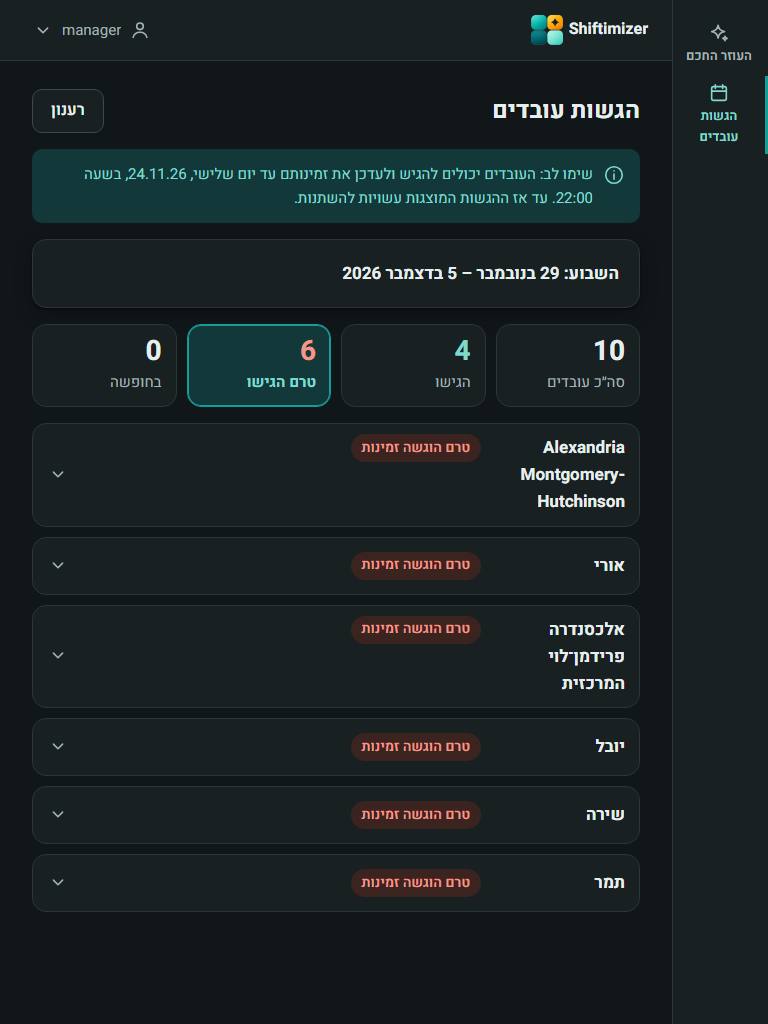 Shiftimizer
manager
העוזר החכם
הגשות
עובדים
הגשות עובדים
רענון
שימו לב: העובדים יכולים להגיש ולעדכן את זמינותם עד יום שלישי, 24.11.26, בשעה
22:00. עד אז ההגשות המוצגות עשויות להשתנות.
השבוע: 29 בנובמבר – 5 בדצמבר 2026
10
סה"כ עובדים
4
הגישו
6
טרם הגישו
0
בחופשה
Alexandria
Montgomery-
Hutchinson
טרם הוגשה זמינות
אורי
טרם הוגשה זמינות
אלכסנדרה
פרידמן־לוי
המרכזית
טרם הוגשה זמינות
יובל
טרם הוגשה זמינות
שירה
טרם הוגשה זמינות
תמר
טרם הוגשה זמינות